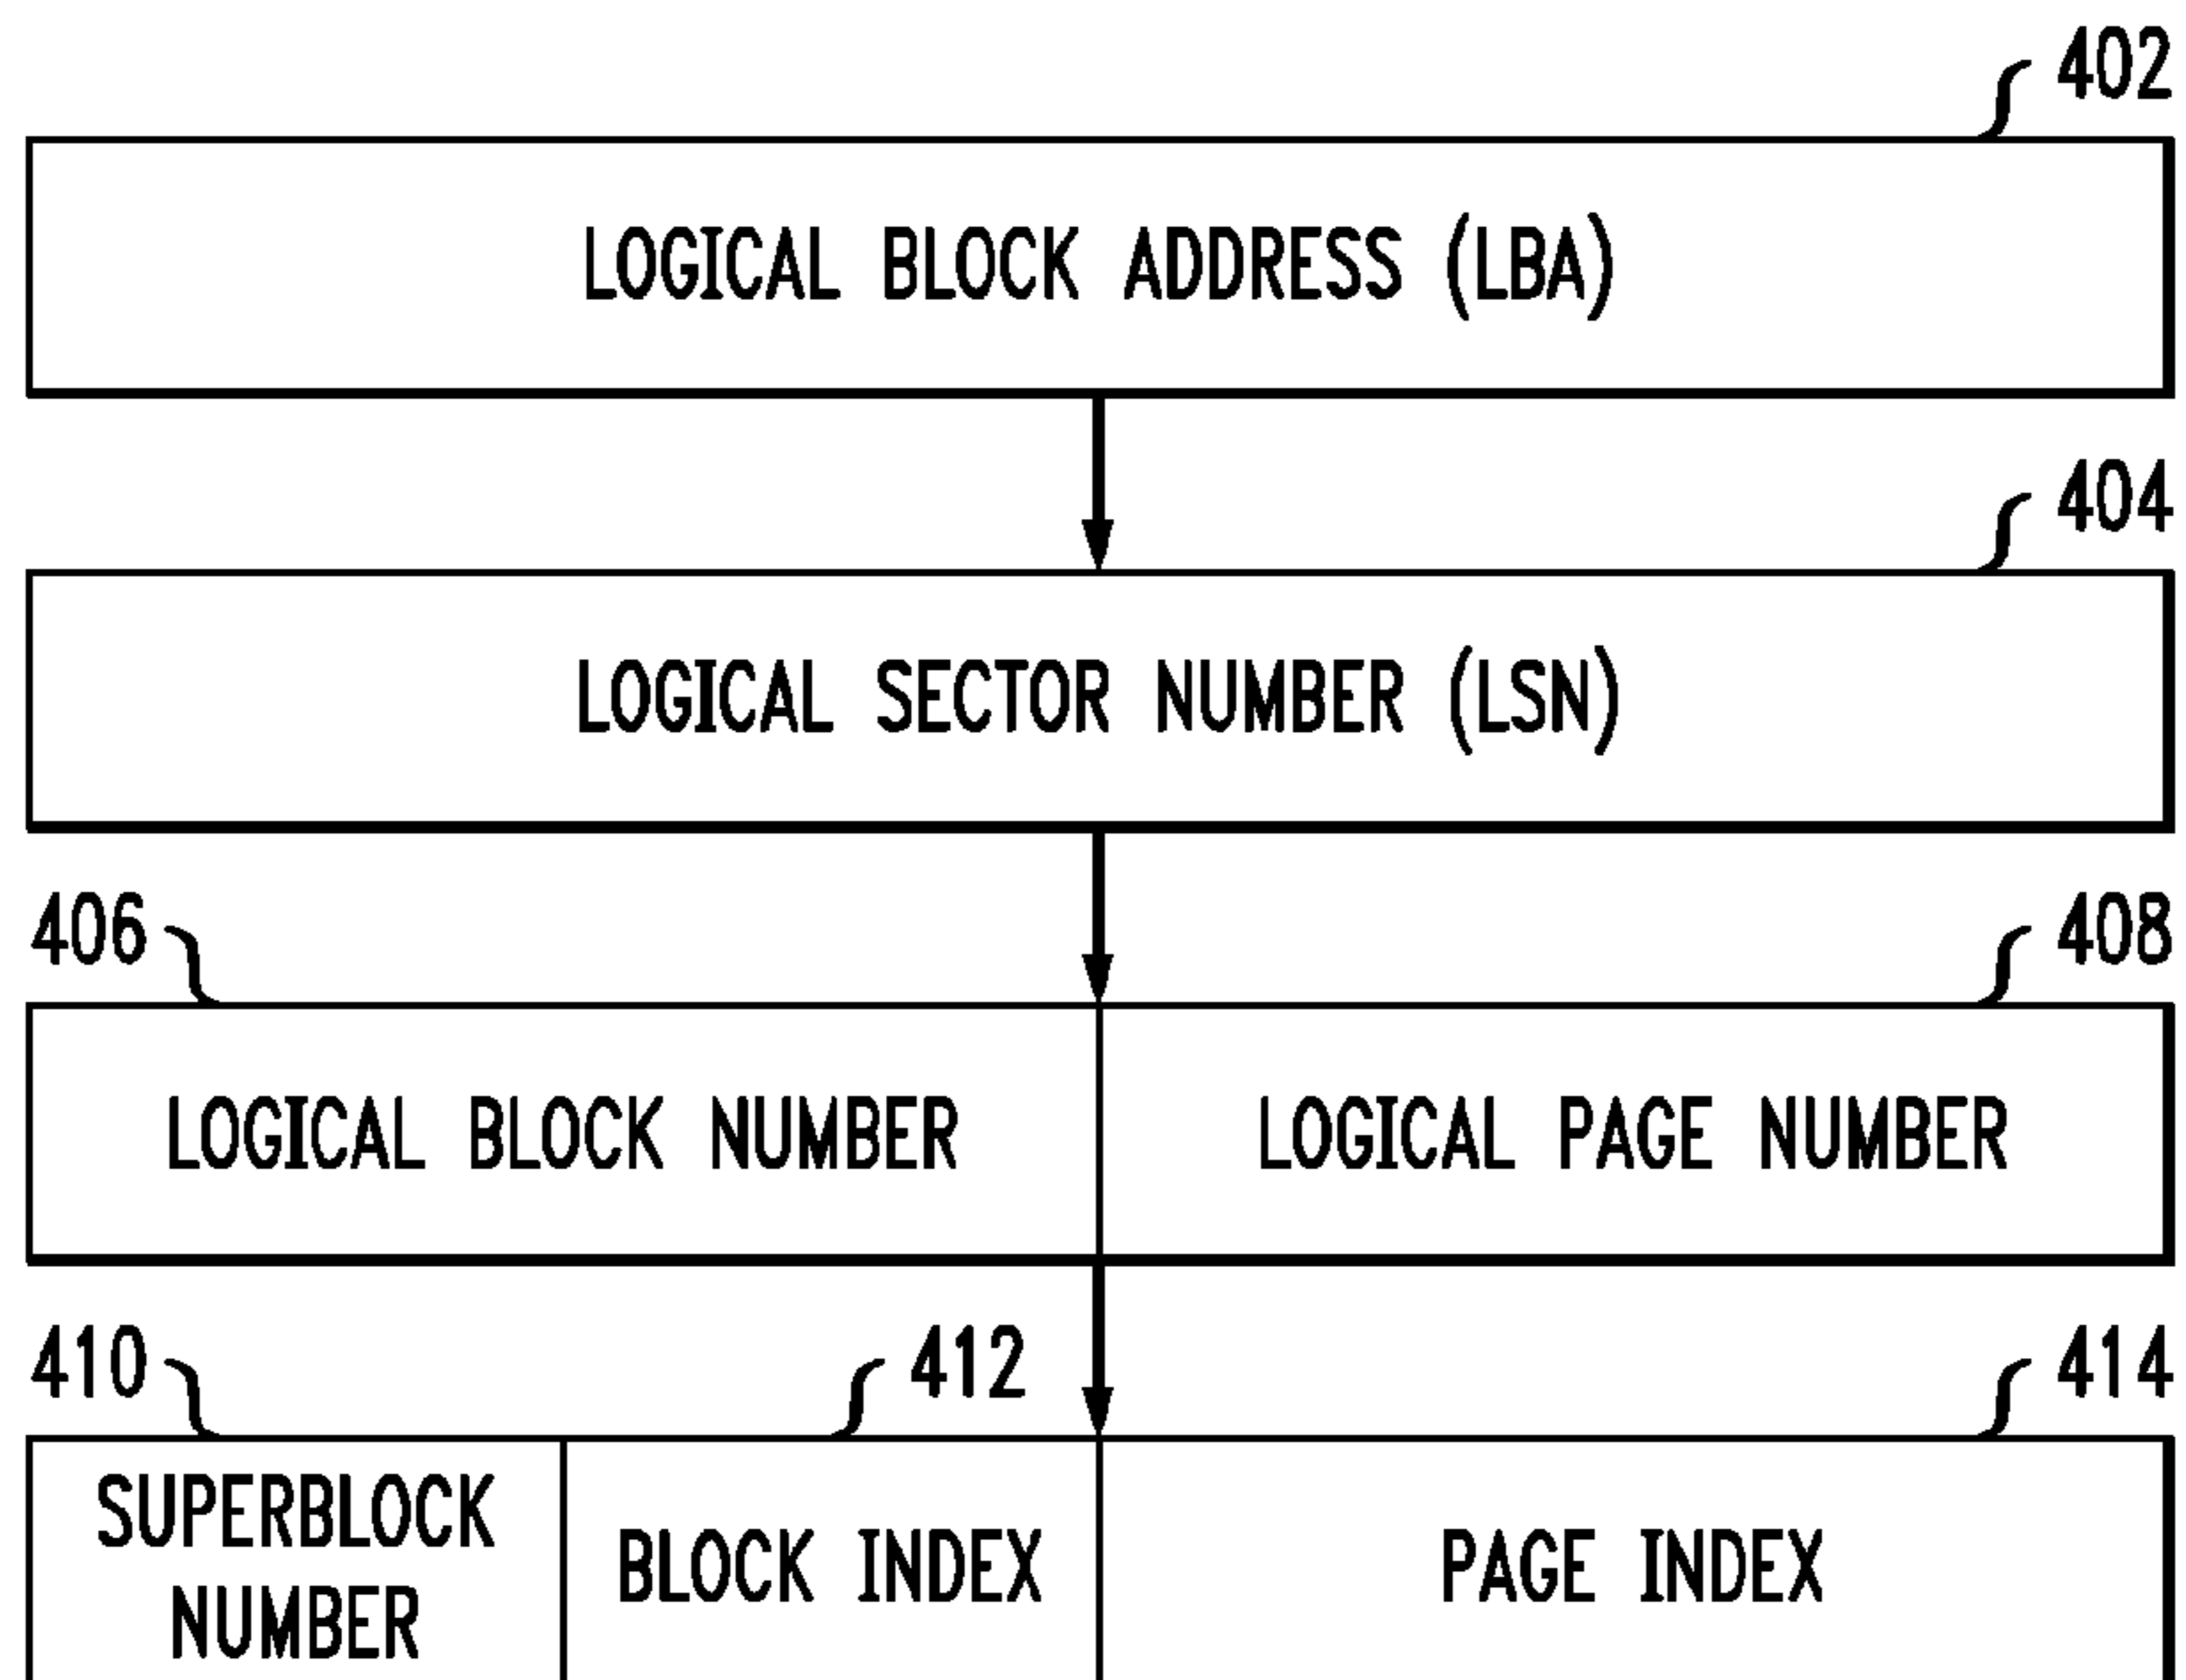 402
LOGICAL BLOCK ADDRESS (LBA)
404
LOGICAL SECTOR NUMBER (LSN)
406
408
LOGICAL BLOCK NUMBER
LOGICAL PAGE NUMBER
410
412
414
SUPERBLOCK
NUMBER
BLOCK INDEX
PAGE INDEX